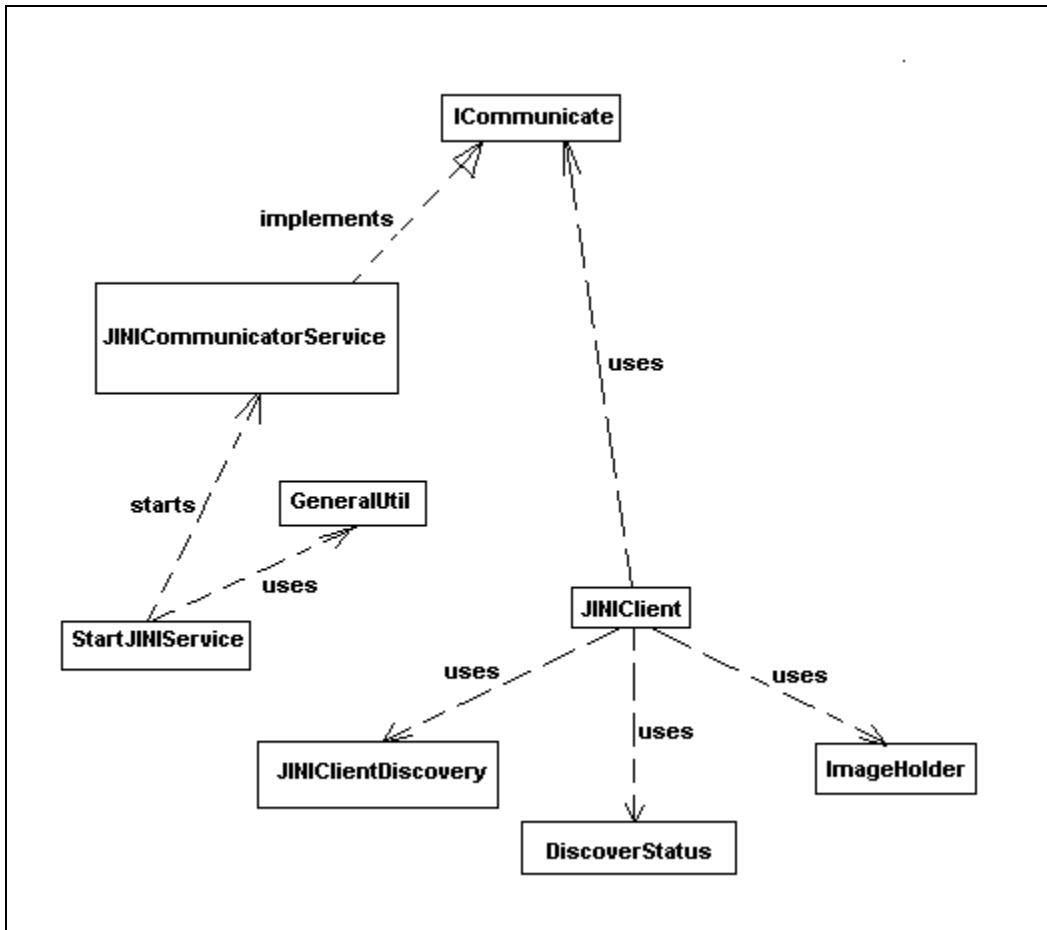 ICommunicate
implements
JINICommunicatorService
uses
starts
GeneralUtil
uses
StartJINIService
JINIClient
uses
uses
uses
JINIClientDiscovery
ImageHolder
DiscoverStatus